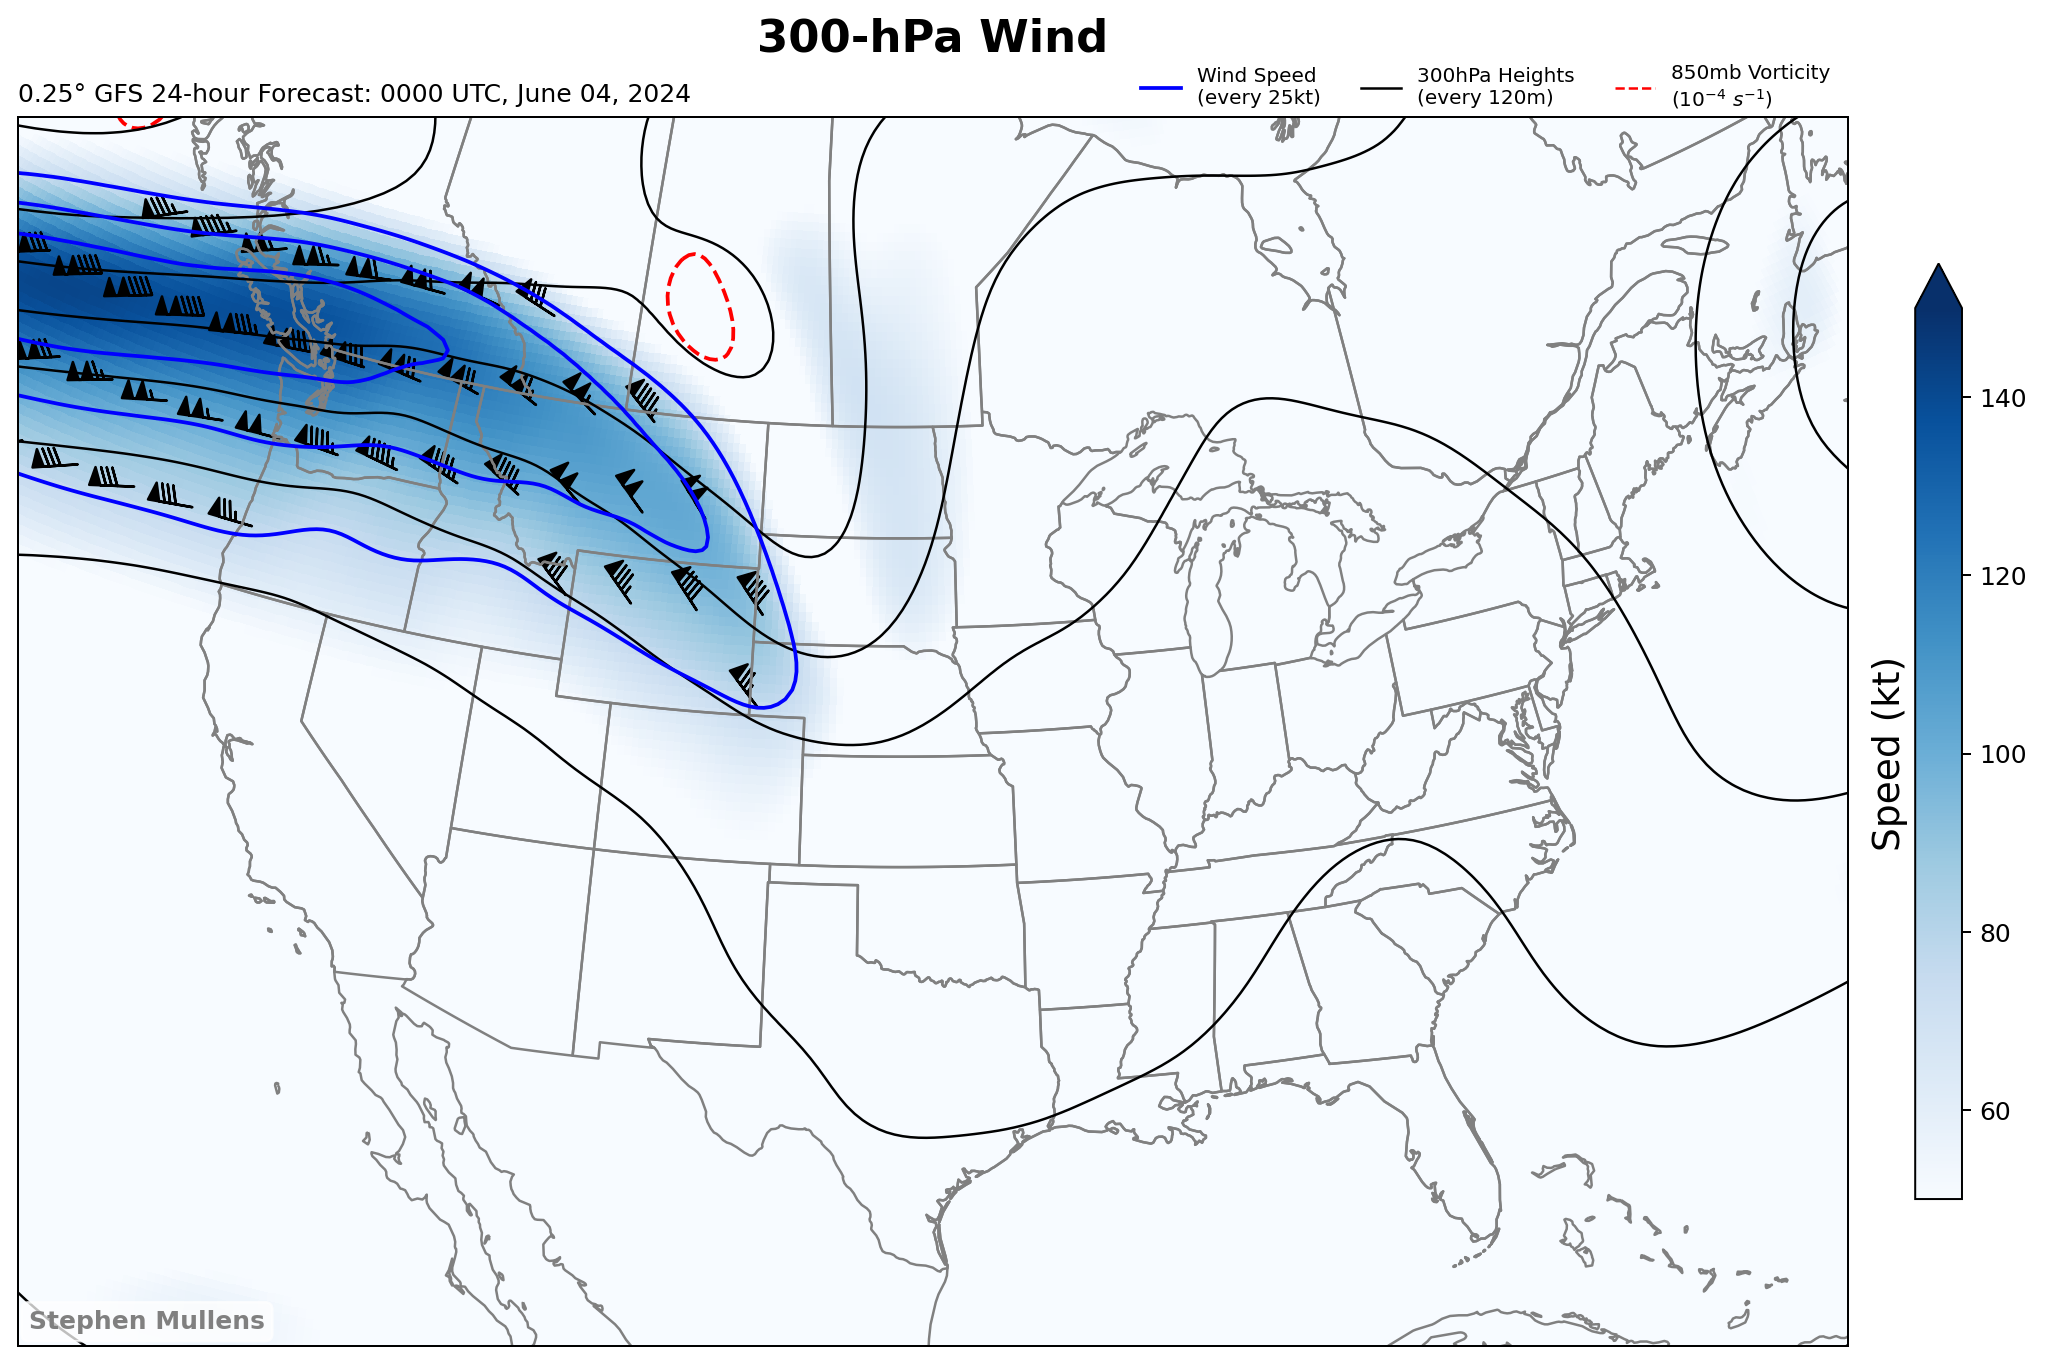 300-hPa Wind
0.25° GFS 24-hour Forecast: 0000 UTC, June 04, 2024
Wind Speed
(every 25kt)
300hPa Heights
(every 120m)
850mb Vorticity
(10⁻⁴ s⁻¹)
140
120
100
80
60
Speed (kt)
Stephen Mullens